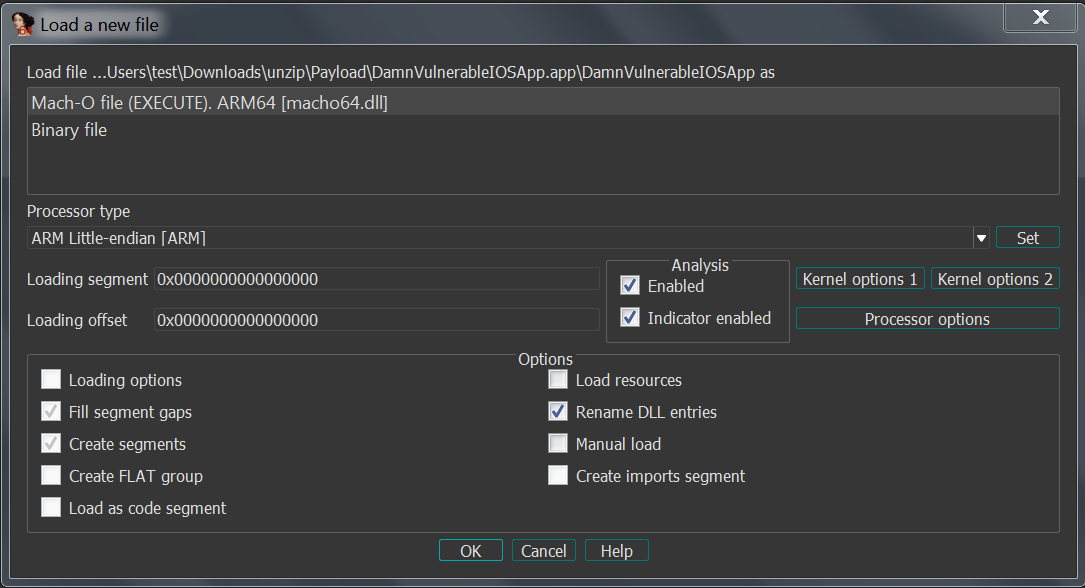 Load a new file
Load file ...Users\test\Downloads\unzip\Payload\DamnVulnerableIOSApp.app\DamnVulnerableIOSApp as
Mach-O file (EXECUTE). ARM64 [macho64.dll]
Binary file
Processor type
ARM Little-endian [ARM]
Set
Loading segment 0x0000000000000000
Loading offset 0x0000000000000000
Analysis
Enabled
Indicator enabled
Kernel options 1 Kernel options 2
Processor options
Options
Loading options
Fill segment gaps
Create segments
Create FLAT group
Load as code segment
Load resources
Rename DLL entries
Manual load
Create imports segment
OK Cancel Help